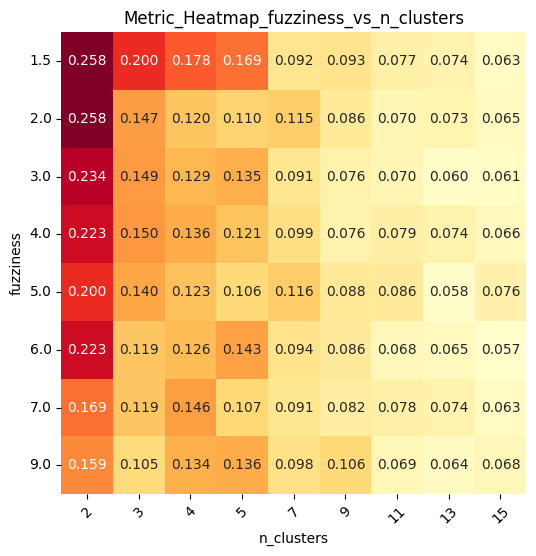 Metric_Heatmap_fuzziness_vs_n_clusters
1.5 0.258 0.200 0.178 0.169 0.092 0.093 0.077 0.074 0.063
2.0 0.258 0.147 0.120 0.110 0.115 0.086 0.070 0.073 0.065
3.0 0.234 0.149 0.129 0.135 0.091 0.076 0.070 0.060 0.061
4.0 0.223 0.150 0.136 0.121 0.099 0.076 0.079 0.074 0.066
5.0 0.200 0.140 0.123 0.106 0.116 0.088 0.086 0.058 0.076
6.0 0.223 0.119 0.126 0.143 0.094 0.086 0.068 0.065 0.057
7.0 0.169 0.119 0.146 0.107 0.091 0.082 0.078 0.074 0.063
9.0 0.159 0.105 0.134 0.136 0.098 0.106 0.069 0.064 0.068
2 3 4 5 7 9 11 13 15
n_clusters
fuzziness